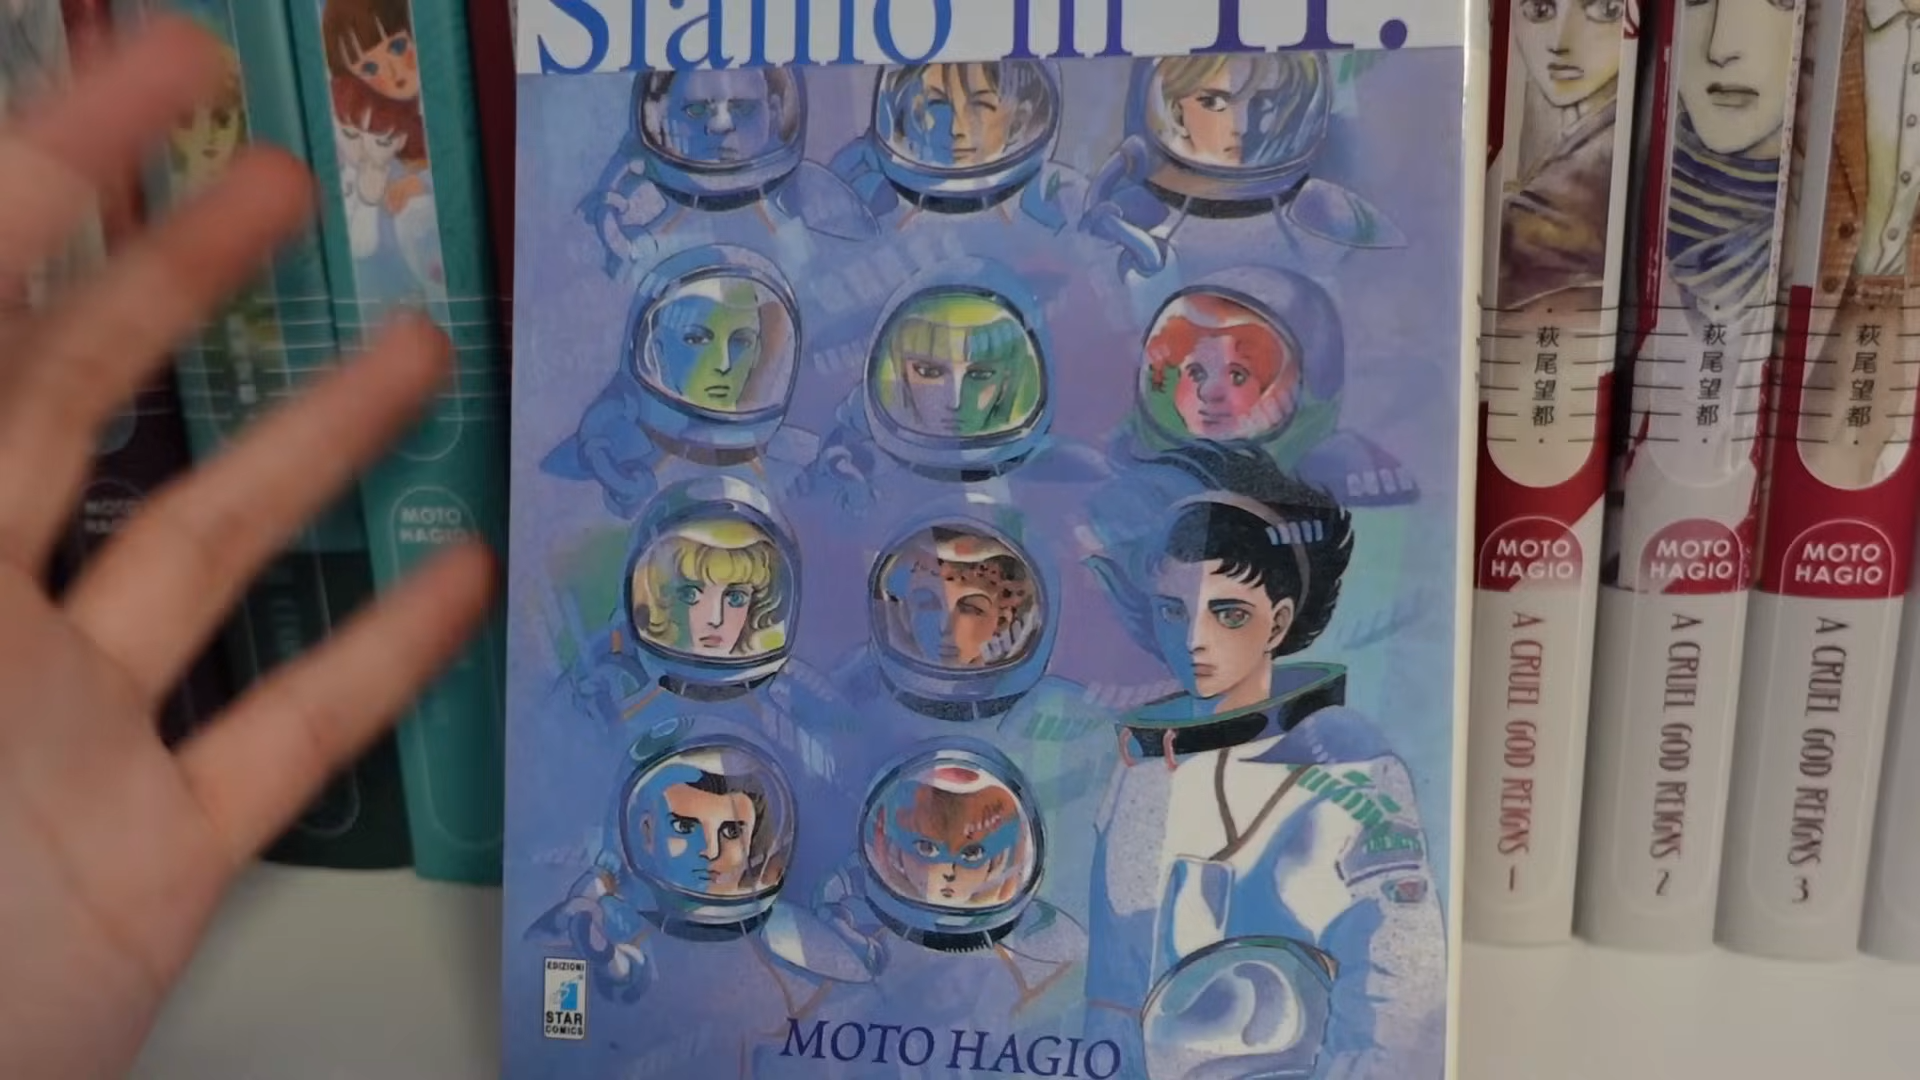 Siamo in 11!
EDIZIONI
STAR
COMICS
MOTO HAGIO
MOTO
HAGIO
萩尾望都
MOTO
HAGIO
A CRUEL GOD REIGNS 1
萩尾望都
MOTO
HAGIO
A CRUEL GOD REIGNS 2
萩尾望都
MOTO
HAGIO
A CRUEL GOD REIGNS 3